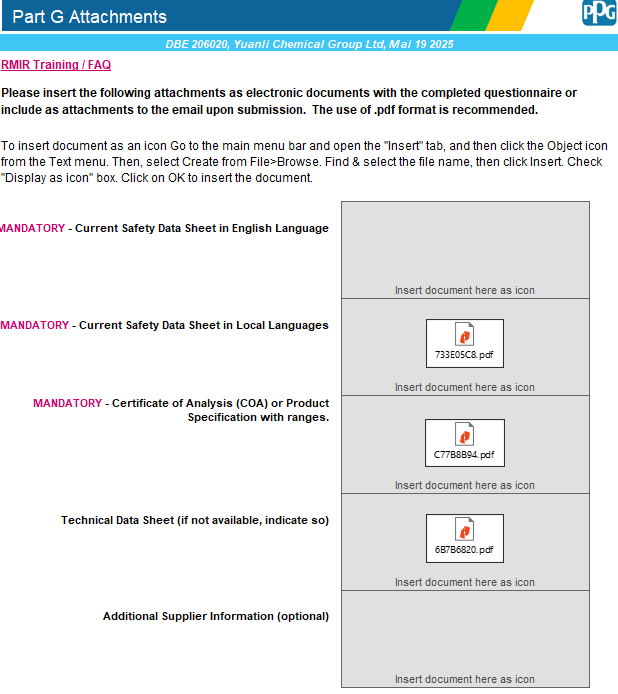 Part G Attachments
PPG
DBE 206020, Yuanli Chemical Group Ltd, Mai 19 2025
RMIR Training / FAQ
Please insert the following attachments as electronic documents with the completed questionnaire or
include as attachments to the email upon submission. The use of .pdf format is recommended.
To insert document as an icon Go to the main menu bar and open the "Insert" tab, and then click the Object icon
from the Text menu. Then, select Create from File>Browse. Find & select the file name, then click Insert. Check
"Display as icon" box. Click on OK to insert the document.
MANDATORY - Current Safety Data Sheet in English Language
Insert document here as icon
MANDATORY - Current Safety Data Sheet in Local Languages
733E05C8.pdf
Insert document here as icon
MANDATORY - Certificate of Analysis (COA) or Product
Specification with ranges.
C77B8B94.pdf
Insert document here as icon
Technical Data Sheet (if not available, indicate so)
6B7B6820.pdf
Insert document here as icon
Additional Supplier Information (optional)
Insert document here as icon